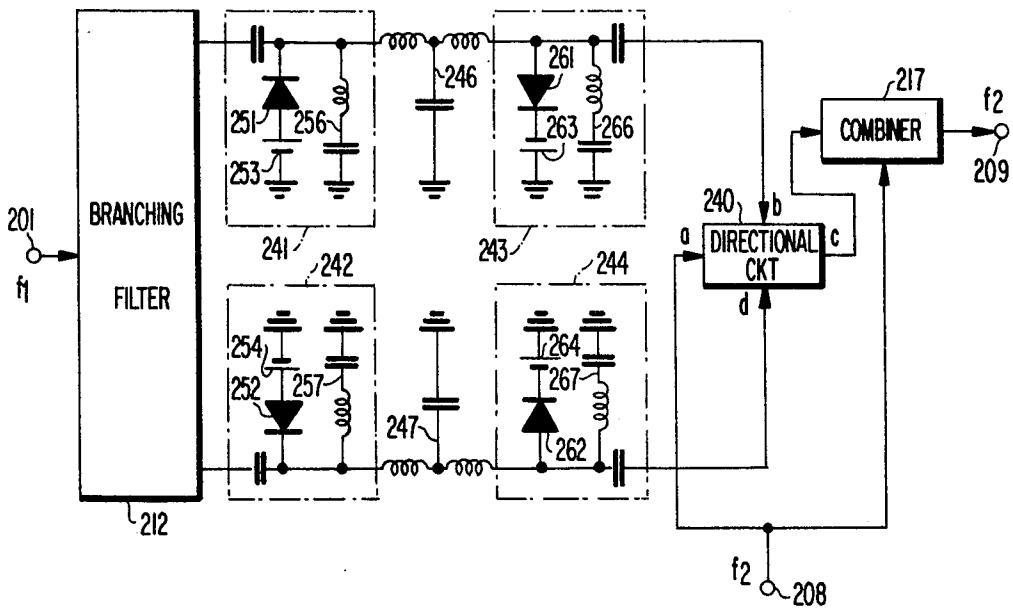 201
f1
BRANCHING
FILTER
212
251
253
256
241
246
261
263
266
243
242
254
252
257
247
244
264
267
262
240
a
b
c
d
DIRECTIONAL
CKT
217
COMBINER
f2
209
f2
208